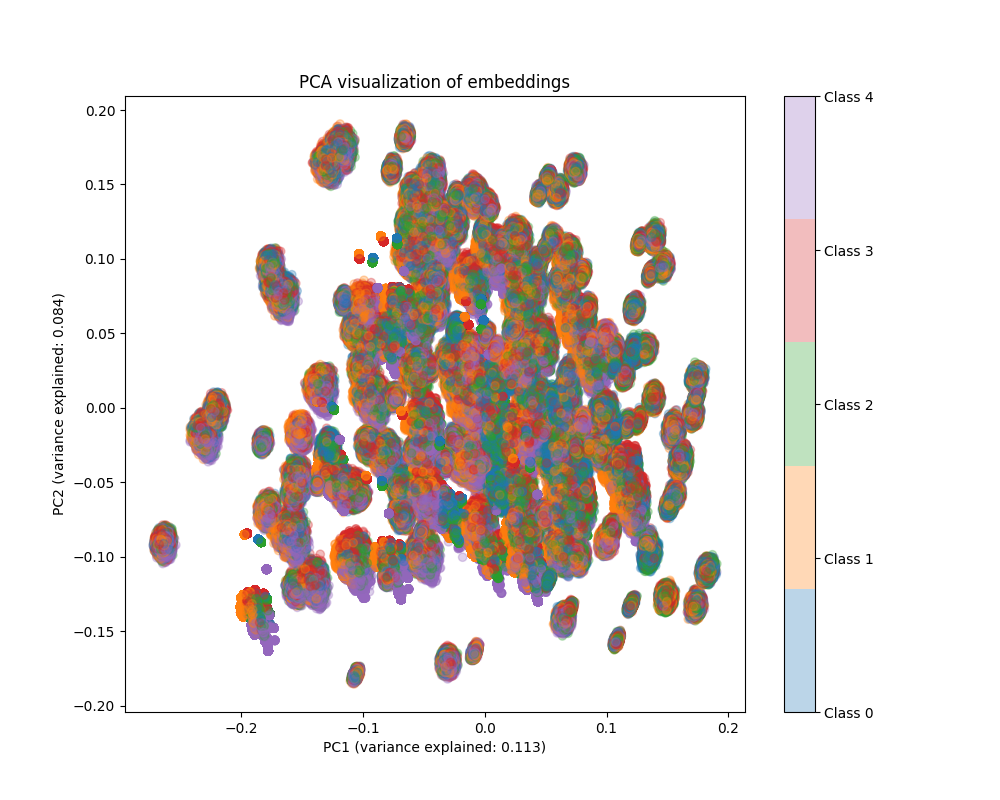 PCA visualization of embeddings
0.20
0.15
0.10
0.05
0.00
−0.05
−0.10
−0.15
−0.20
PC2 (variance explained: 0.084)
−0.2
−0.1
0.0
0.1
0.2
PC1 (variance explained: 0.113)
Class 4
Class 3
Class 2
Class 1
Class 0